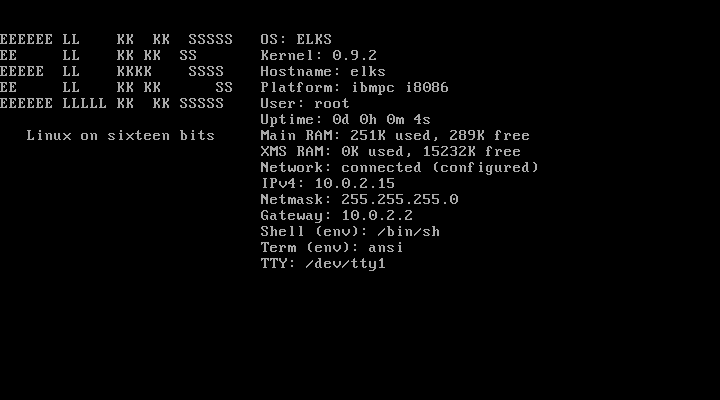 EEEEEE LL    KK  KK  SSSSS   OS: ELKS
EE     LL    KK KK  SS       Kernel: 0.9.2
EEEEE  LL    KKKK    SSSS    Hostname: elks
EE     LL    KK KK      SS   Platform: ibmpc i8086
EEEEEE LLLLL KK  KK SSSSS    User: root
                             Uptime: 0d 0h 0m 4s
   Linux on sixteen bits     Main RAM: 251K used, 289K free
                             XMS RAM: 0K used, 15232K free
                             Network: connected (configured)
                             IPv4: 10.0.2.15
                             Netmask: 255.255.255.0
                             Gateway: 10.0.2.2
                             Shell (env): /bin/sh
                             Term (env): ansi
                             TTY: /dev/tty1